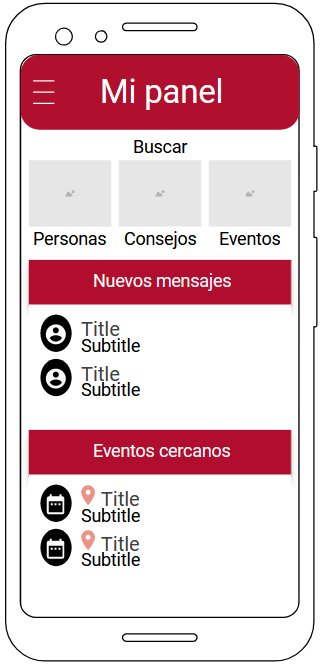 Mi panel
Buscar
Personas Consejos Eventos
Nuevos mensajes
Title
Subtitle
Title
Subtitle
Eventos cercanos
Title
Subtitle
Title
Subtitle